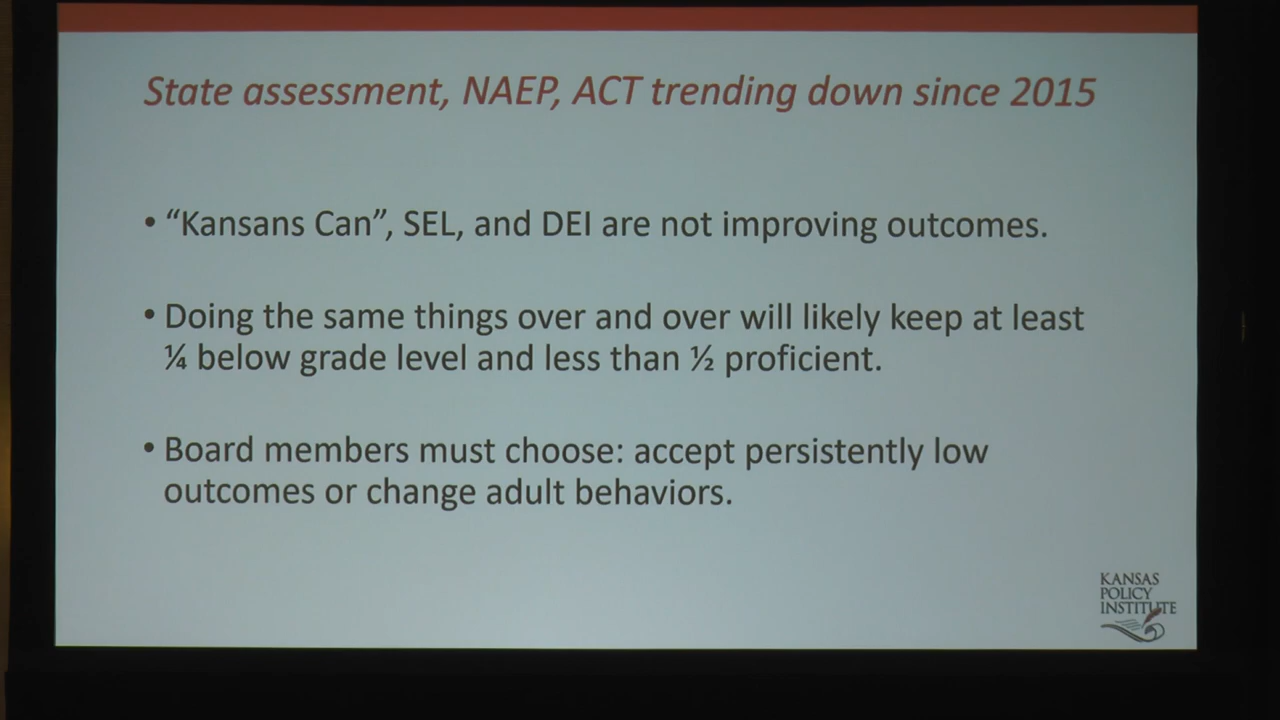 State assessment, NAEP, ACT trending down since 2015
• “Kansans Can”, SEL, and DEI are not improving outcomes.
• Doing the same things over and over will likely keep at least
¼ below grade level and less than ½ proficient.
• Board members must choose: accept persistently low
outcomes or change adult behaviors.
KANSAS
POLICY
INSTITUTE